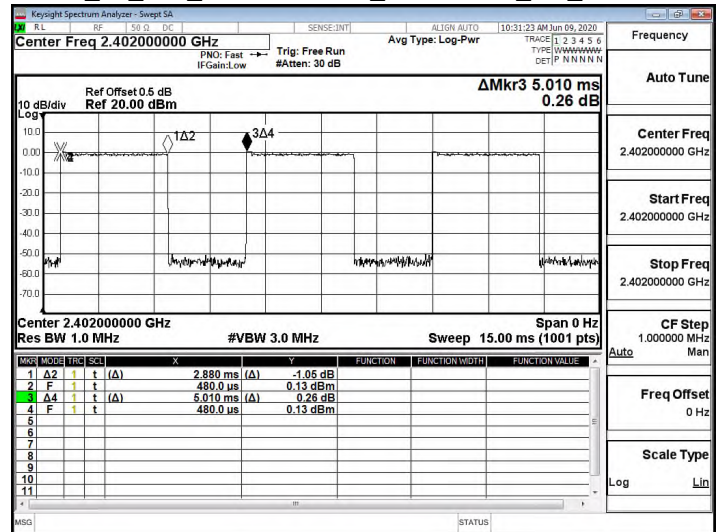 Keysight Spectrum Analyzer - Swept SA
LXI RL RF 50 Ω DC SENSE:INT ALIGN AUTO 10:31:23 AM Jun 09, 2020
Center Freq 2.402000000 GHz Avg Type: Log-Pwr TRACE 1 2 3 4 5 6
PNO: Fast Trig: Free Run TYPE WWWWWW
IFGain:Low #Atten: 30 dB DET P N N N N N
Ref Offset 0.5 dB ΔMkr3 5.010 ms
10 dB/div Ref 20.00 dBm 0.26 dB
Log
10.0
0.00
-10.0
-20.0
-30.0
-40.0
-50.0
-60.0
-70.0
1Δ2 3Δ4
Center 2.402000000 GHz Span 0 Hz
Res BW 1.0 MHz #VBW 3.0 MHz Sweep 15.00 ms (1001 pts)
MKR MODE TRC SCL X Y FUNCTION FUNCTION WIDTH FUNCTION VALUE
1 Δ2 1 t (Δ) 2.880 ms (Δ) -1.05 dB
2 F 1 t 480.0 µs 0.13 dBm
3 Δ4 1 t (Δ) 5.010 ms (Δ) 0.26 dB
4 F 1 t 480.0 µs 0.13 dBm
5
6
7
8
9
10
11
MSG STATUS
Frequency
Auto Tune
Center Freq
2.402000000 GHz
Start Freq
2.402000000 GHz
Stop Freq
2.402000000 GHz
CF Step
1.000000 MHz
Auto Man
Freq Offset
0 Hz
Scale Type
Log Lin